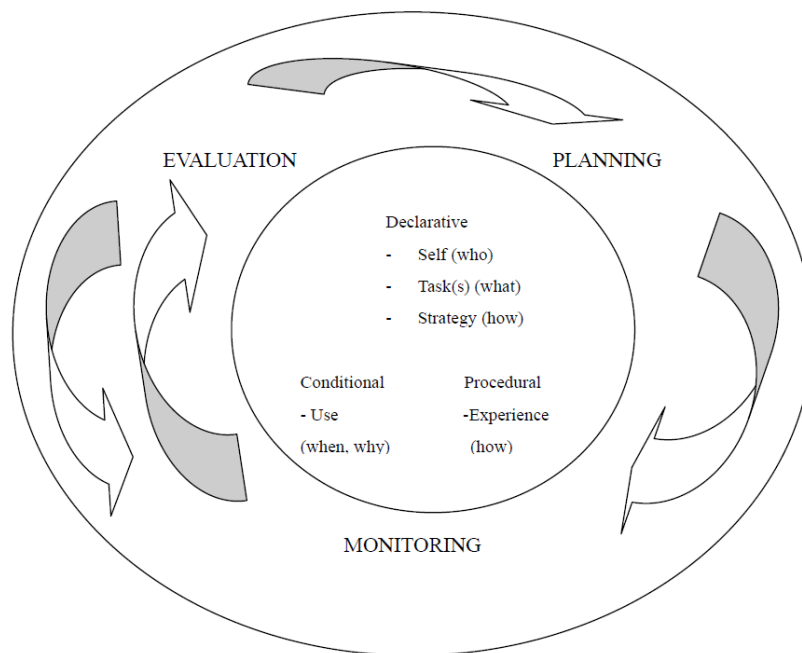 EVALUATION
PLANNING
Declarative
- Self (who)
- Task(s) (what)
- Strategy (how)
Conditional
- Use
(when, why)
Procedural
-Experience
(how)
MONITORING